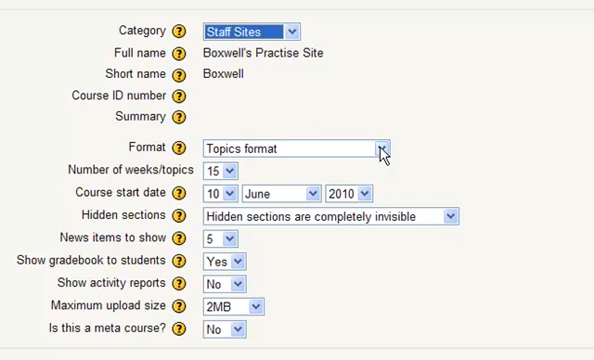 Category ? Staff Sites
Full name ? Boxwell's Practise Site
Short name ? Boxwell
Course ID number ?
Summary ?
Format ? Topics format
Number of weeks/topics 15
Course start date ? 10 June 2010
Hidden sections ? Hidden sections are completely invisible
News items to show ? 5
Show gradebook to students ? Yes
Show activity reports ? No
Maximum upload size ? 2MB
Is this a meta course? ? No